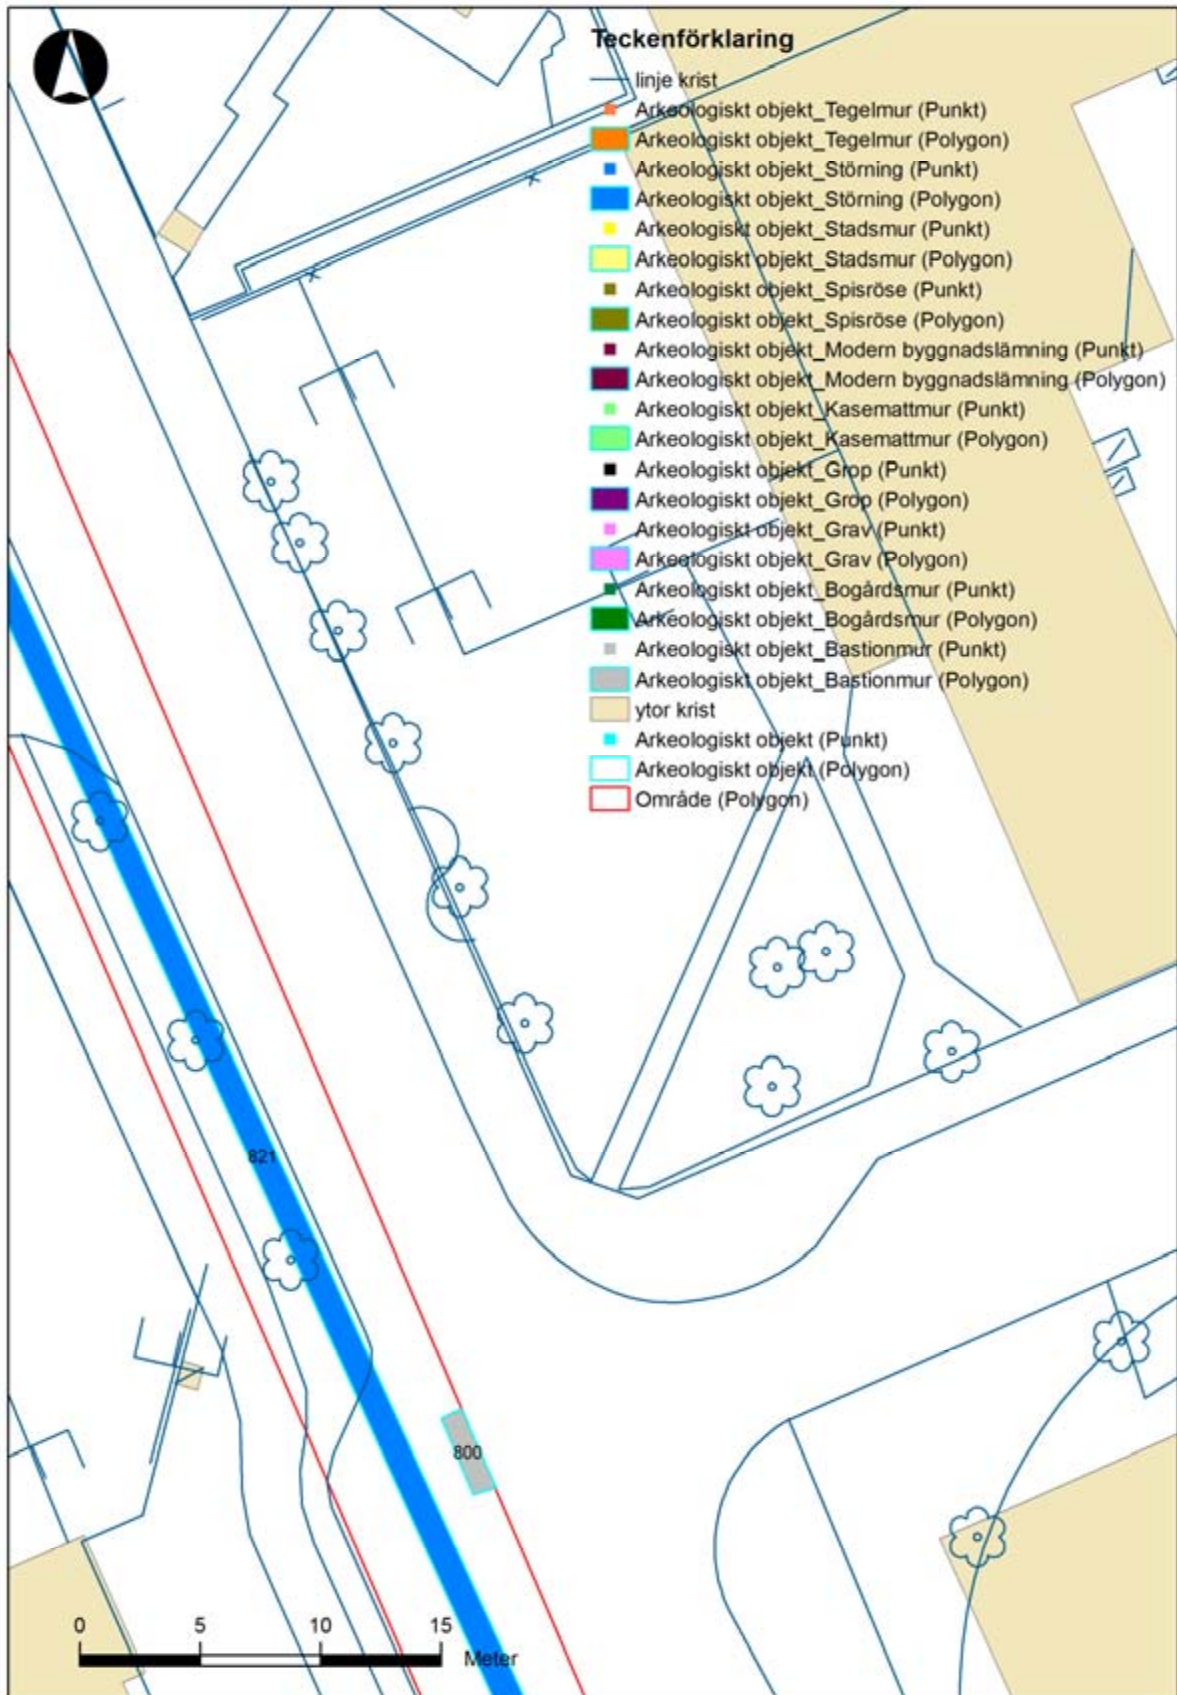 Teckenförklaring
linje krist
Arkeologiskt objekt_Tegelmur (Punkt)
Arkeologiskt objekt_Tegelmur (Polygon)
Arkeologiskt objekt_Störning (Punkt)
Arkeologiskt objekt_Störning (Polygon)
Arkeologiskt objekt_Stadsmur (Punkt)
Arkeologiskt objekt_Stadsmur (Polygon)
Arkeologiskt objekt_Spisröse (Punkt)
Arkeologiskt objekt_Spisröse (Polygon)
Arkeologiskt objekt_Modern byggnadslämning (Punkt)
Arkeologiskt objekt_Modern byggnadslämning (Polygon)
Arkeologiskt objekt_Kasemattmur (Punkt)
Arkeologiskt objekt_Kasemattmur (Polygon)
Arkeologiskt objekt_Grop (Punkt)
Arkeologiskt objekt_Grop (Polygon)
Arkeologiskt objekt_Grav (Punkt)
Arkeologiskt objekt_Grav (Polygon)
Arkeologiskt objekt_Bogårdsmur (Punkt)
Arkeologiskt objekt_Bogårdsmur (Polygon)
Arkeologiskt objekt_Bastionmur (Punkt)
Arkeologiskt objekt_Bastionmur (Polygon)
ytor krist
Arkeologiskt objekt (Punkt)
Arkeologiskt objekt (Polygon)
Område (Polygon)
821
800
0 5 10 15
Meter